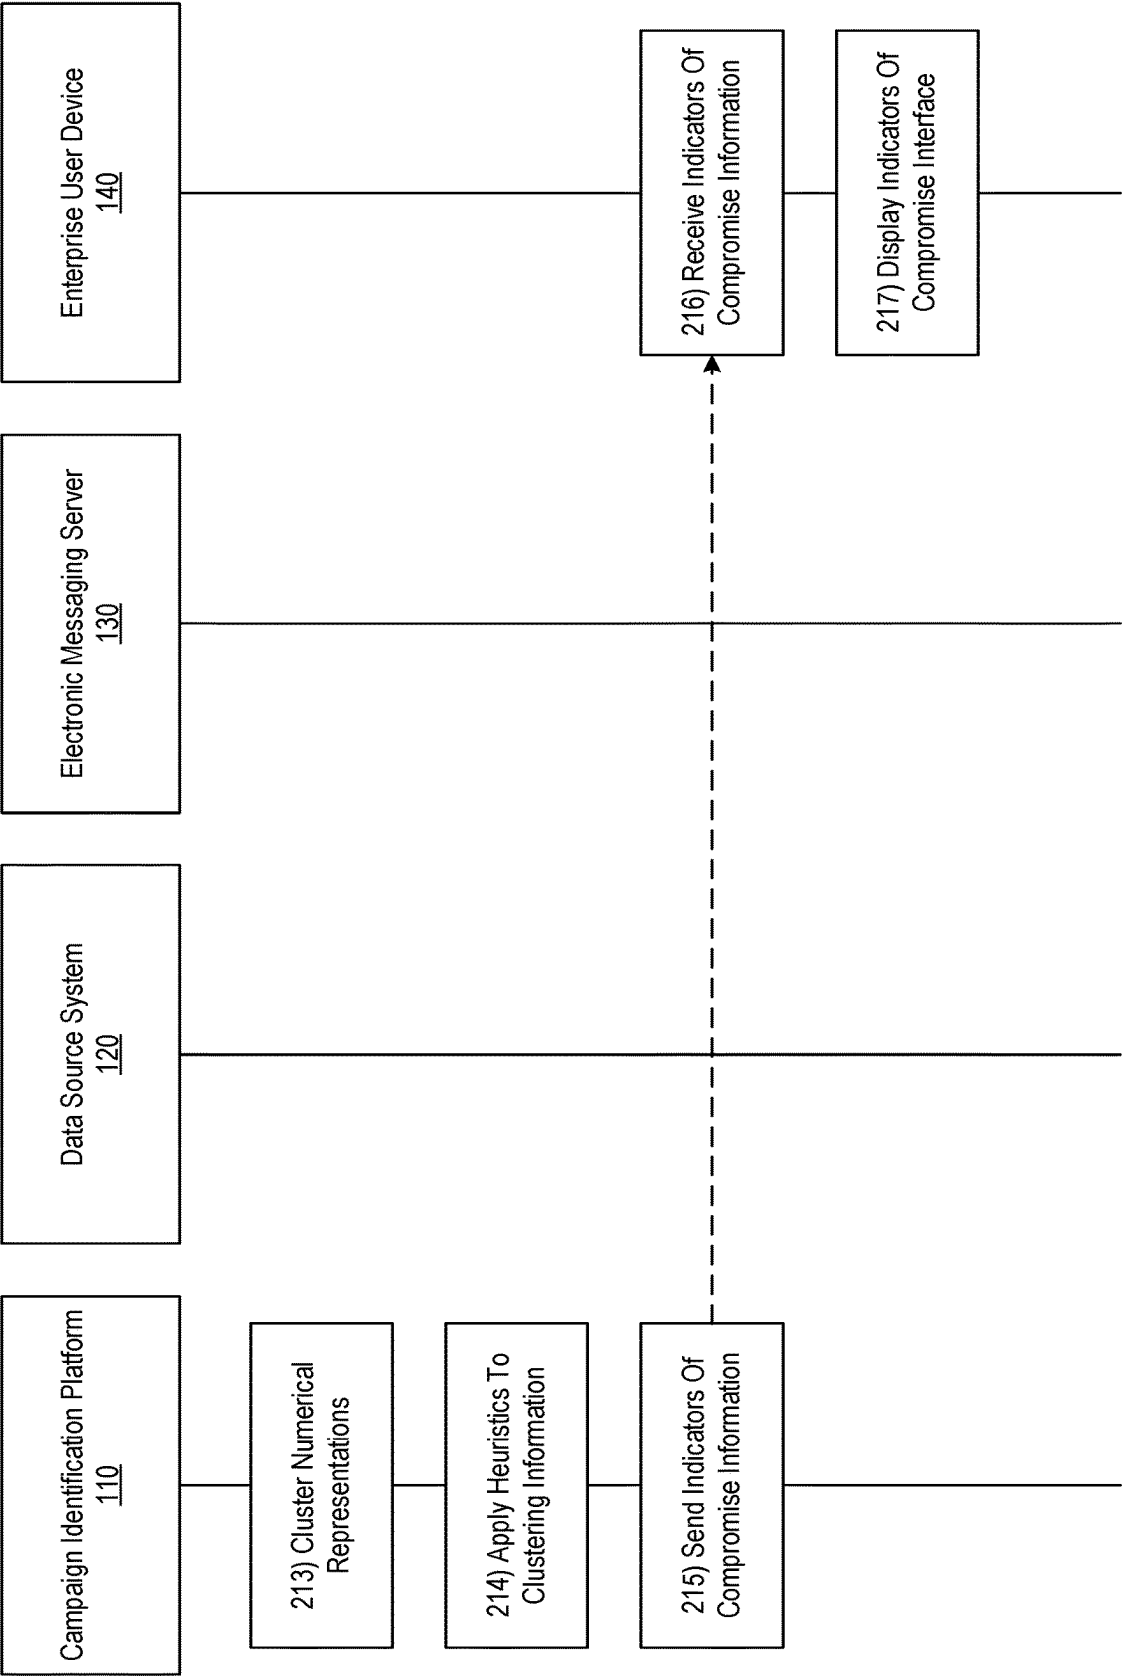 Campaign Identification Platform
110
Data Source System
120
Electronic Messaging Server
130
Enterprise User Device
140
213) Cluster Numerical
Representations
214) Apply Heuristics To
Clustering Information
215) Send Indicators Of
Compromise Information
216) Receive Indicators Of
Compromise Information
217) Display Indicators Of
Compromise Interface